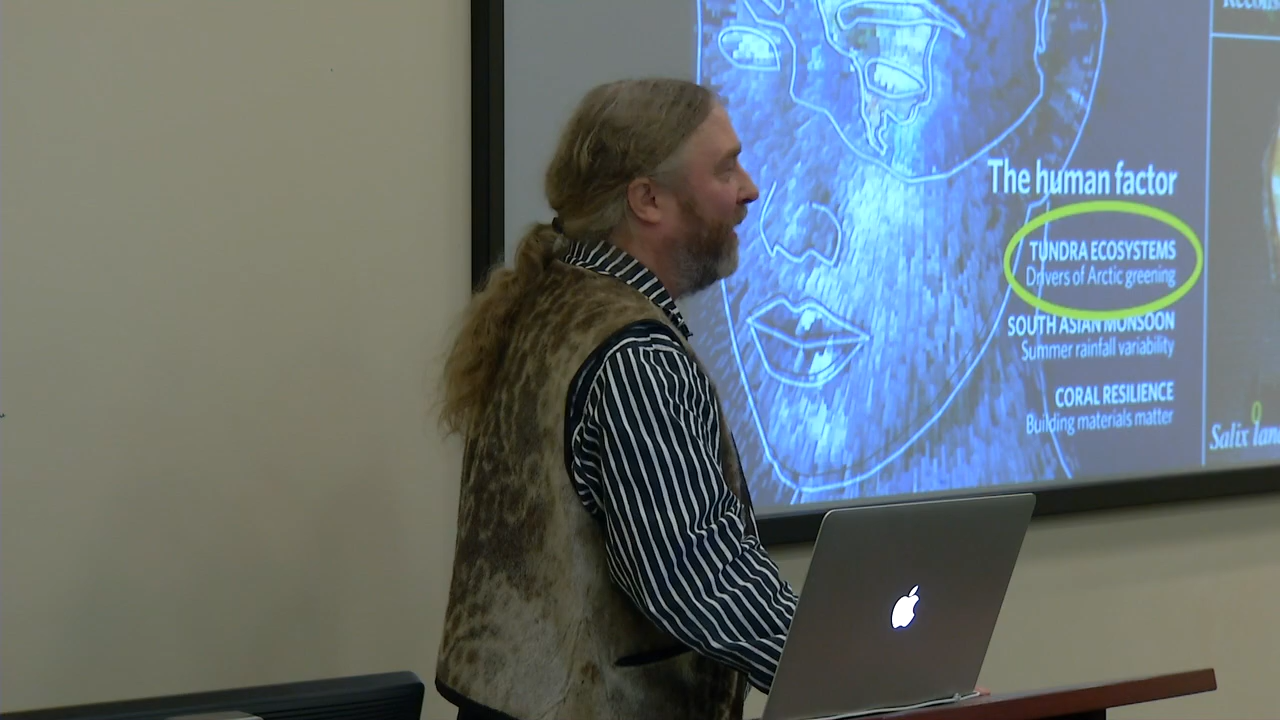 The human factor
TUNDRA ECOSYSTEMS
Drivers of Arctic greening
SOUTH ASIAN MONSOON
Summer rainfall variability
CORAL RESILIENCE
Building materials matter
Salix